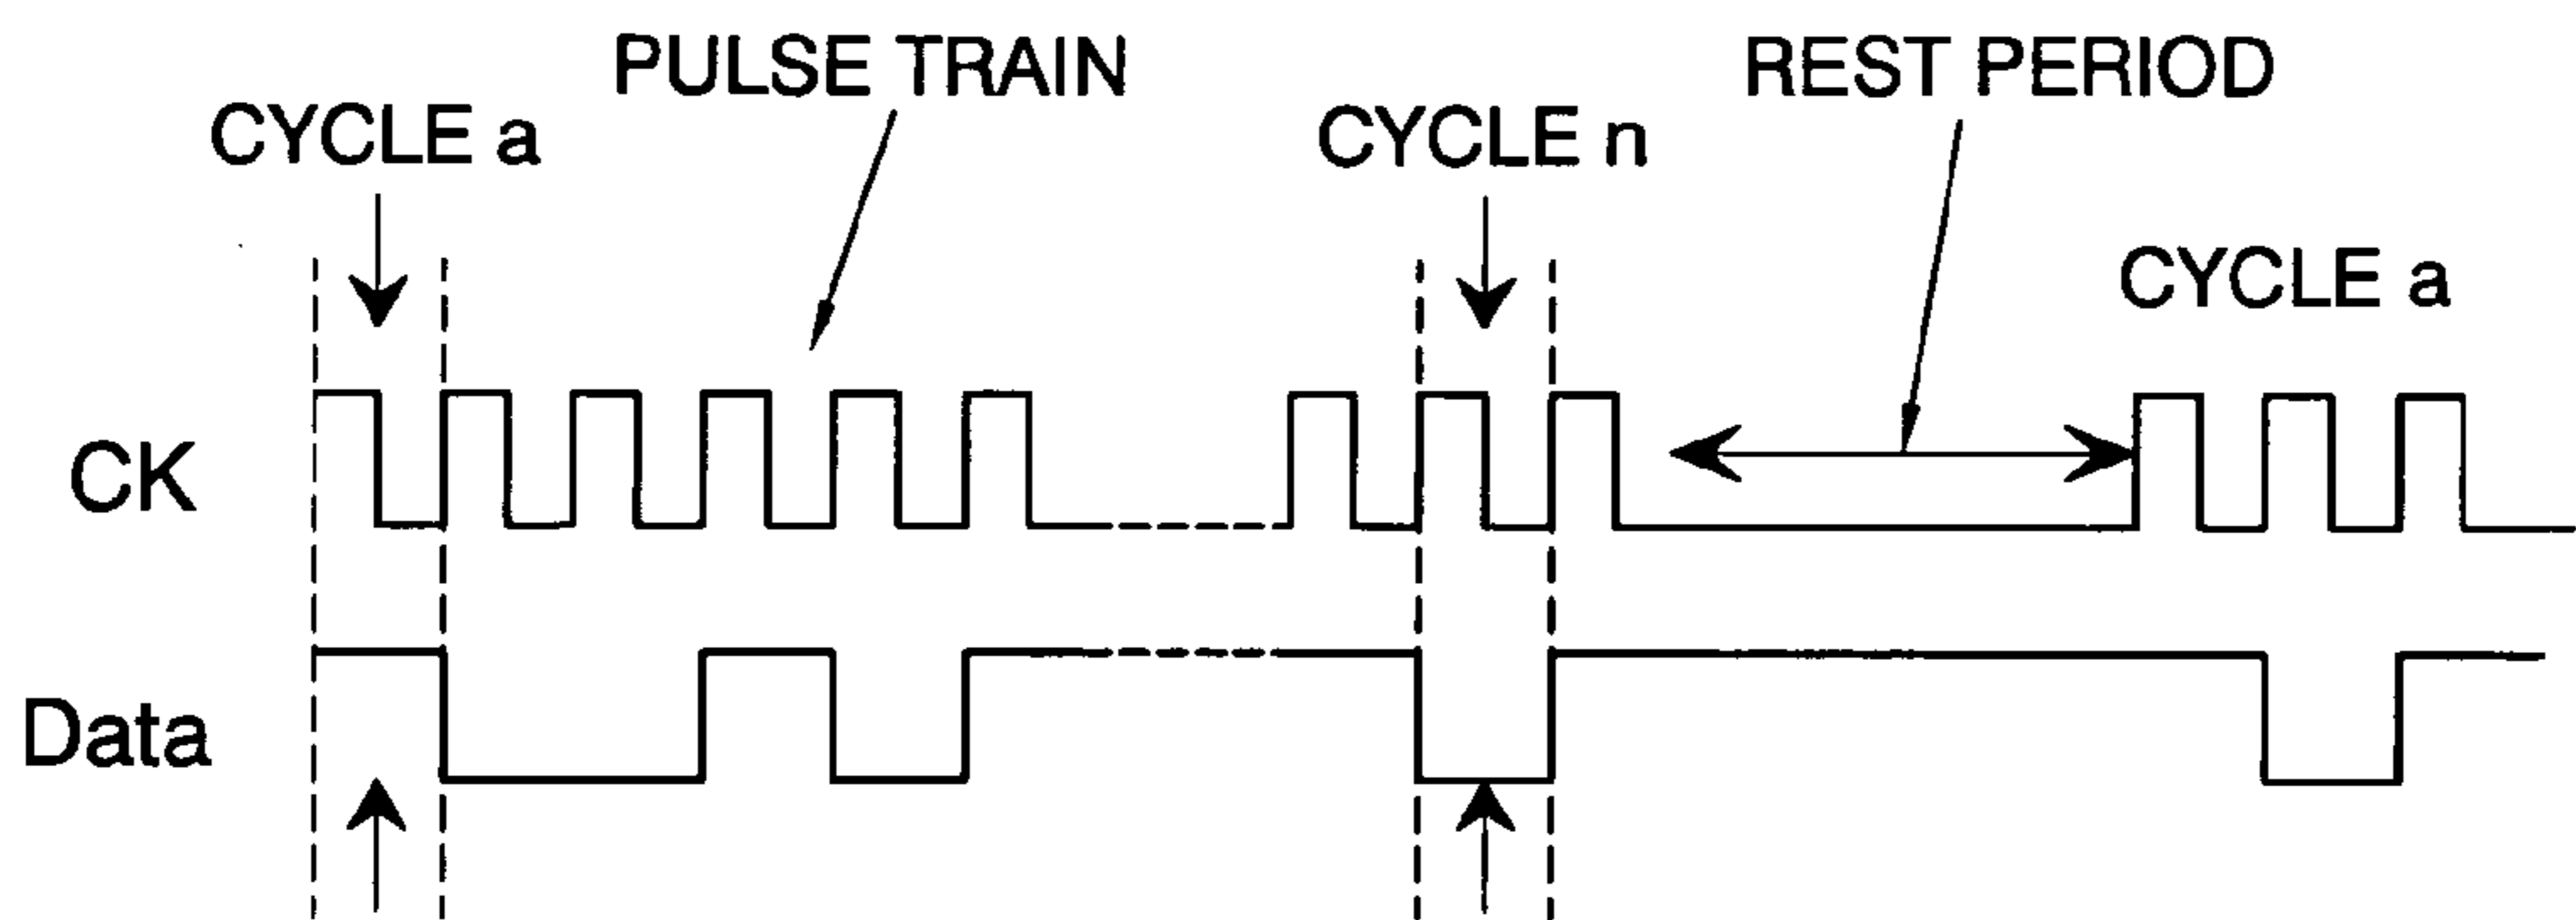 PULSE TRAIN
REST PERIOD
CYCLE a
CYCLE n
CYCLE a
CK
Data